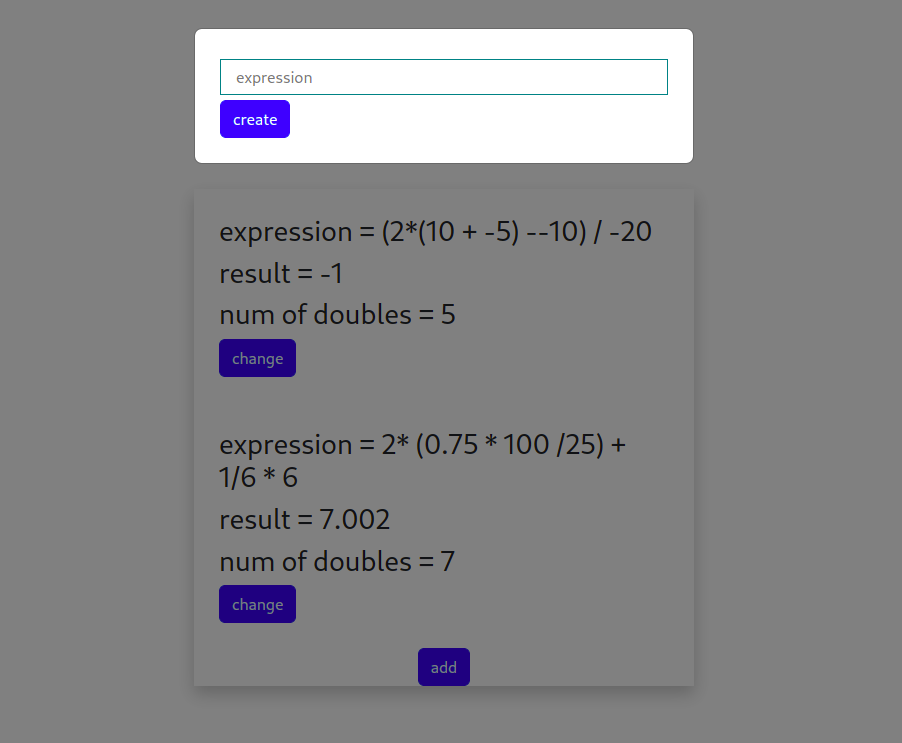 expression
create
expression = (2*(10 + -5) --10) / -20
result = -1
num of doubles = 5
change
expression = 2* (0.75 * 100 /25) +
1/6 * 6
result = 7.002
num of doubles = 7
change
add